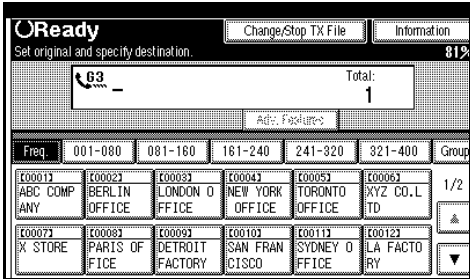 Ready
Change/Stop TX File
Information
Set original and specify destination.
81%
G3
Total:
1
Adv. Features
Freq.
001-080
081-160
161-240
241-320
321-400
Group
[00001]
ABC COMP
ANY
[00002]
BERLIN
OFFICE
[00003]
LONDON O
FFICE
[00004]
NEW YORK
OFFICE
[00005]
TORONTO
OFFICE
[00006]
XYZ CO.L
TD
1/2
[00007]
X STORE
[00008]
PARIS OF
FICE
[00009]
DETROIT
FACTORY
[00010]
SAN FRAN
CISCO
[00011]
SYDNEY O
FFICE
[00012]
LA FACTO
RY